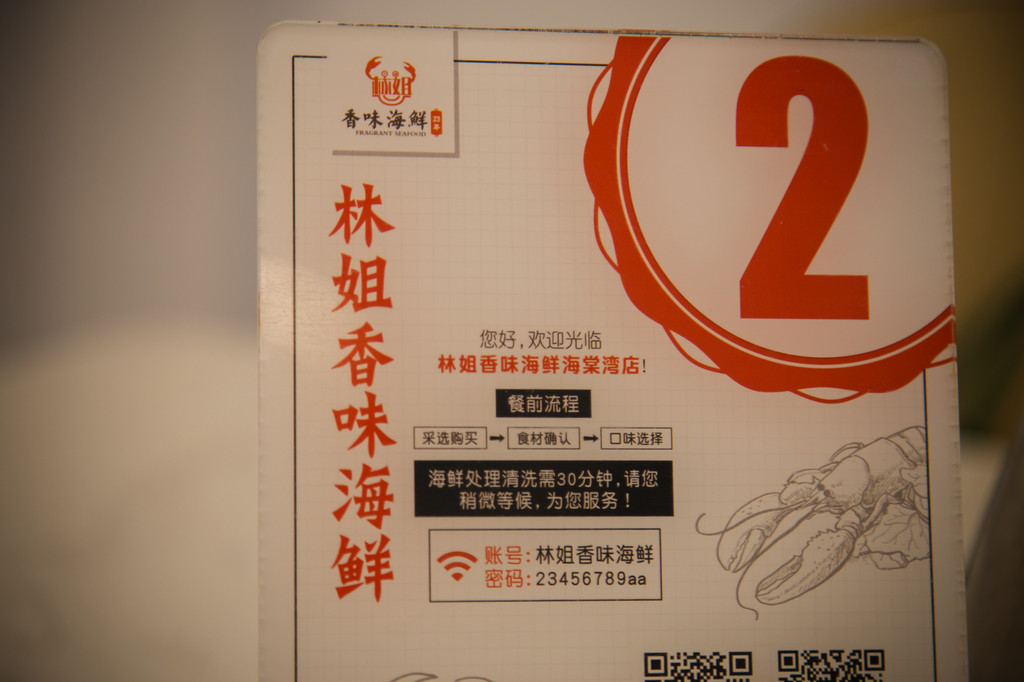 林姐
香味海鲜
23年
FRAGRANT SEAFOOD
2
林姐香味海鲜
您好,欢迎光临
林姐香味海鲜海棠湾店!
餐前流程
采选购买 → 食材确认 → 口味选择
海鲜处理清洗需30分钟,请您
稍微等候,为您服务!
账号:林姐香味海鲜
密码:23456789aa